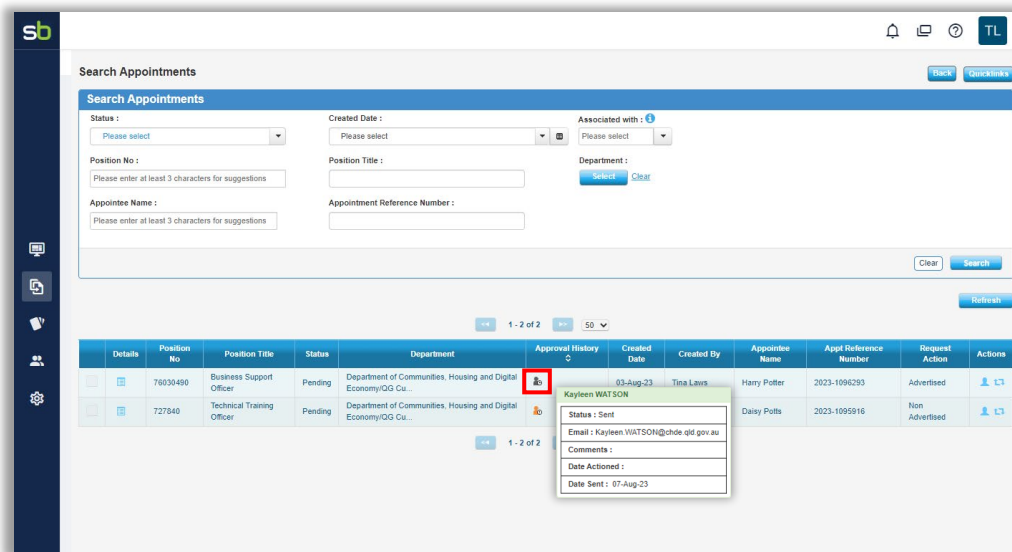 sb
TL
Search Appointments
Back
Quicklinks
Search Appointments
Status :
Created Date :
Associated with :
Please select
Please select
Please select
Position No :
Position Title :
Department :
Please enter at least 3 characters for suggestions
Select
Clear
Appointee Name :
Appointment Reference Number :
Please enter at least 3 characters for suggestions
Clear
Search
Refresh
1 - 2 of 2
50
Details
Position No
Position Title
Status
Department
Approval History
Created Date
Created By
Appointee Name
Appt Reference Number
Request Action
Actions
76030490
Business Support Officer
Pending
Department of Communities, Housing and Digital Economy/QG Cu...
03-Aug-23
Tina Laws
Harry Potter
2023-1096293
Advertised
727840
Technical Training Officer
Pending
Department of Communities, Housing and Digital Economy/QG Cu...
Daisy Potts
2023-1095916
Non Advertised
Kayleen WATSON
Status : Sent
Email : Kayleen.WATSON@chde.qld.gov.au
Comments :
Date Actioned :
Date Sent : 07-Aug-23
1 - 2 of 2